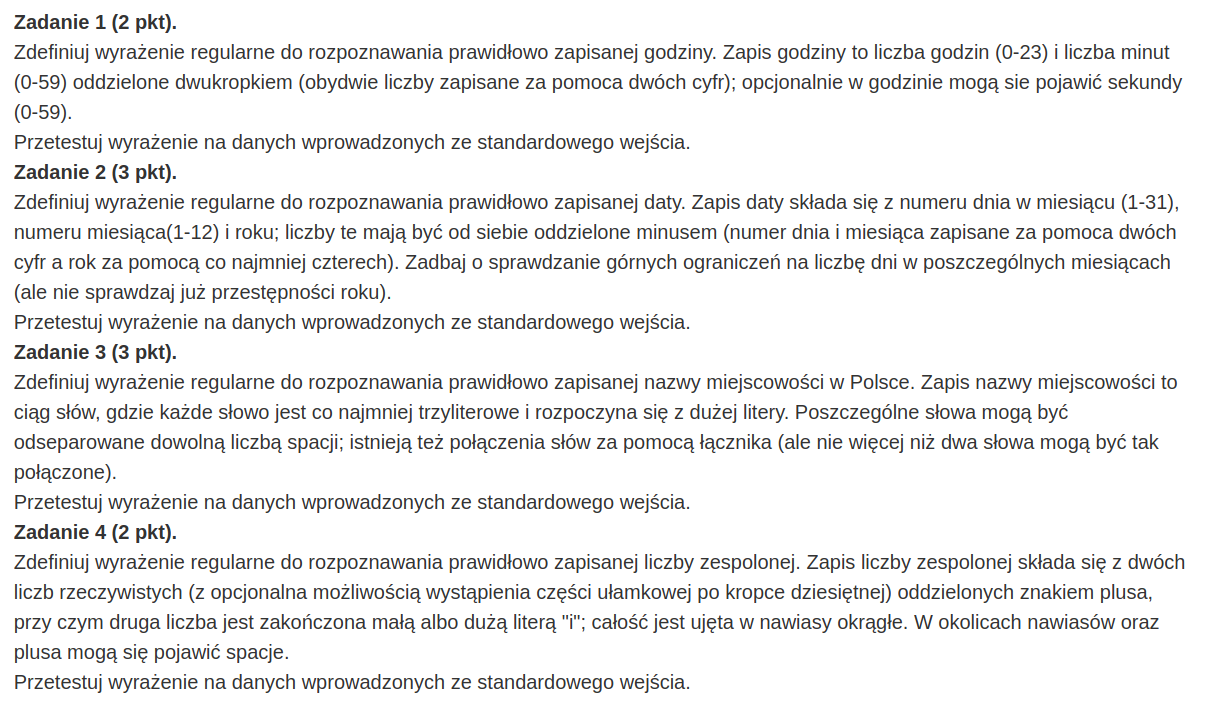 Zadanie 1 (2 pkt).
Zdefiniuj wyrażenie regularne do rozpoznawania prawidłowo zapisanej godziny. Zapis godziny to liczba godzin (0-23) i liczba minut
(0-59) oddzielone dwukropkiem (obydwie liczby zapisane za pomoca dwóch cyfr); opcjonalnie w godzinie mogą sie pojawić sekundy
(0-59).
Przetestuj wyrażenie na danych wprowadzonych ze standardowego wejścia.
Zadanie 2 (3 pkt).
Zdefiniuj wyrażenie regularne do rozpoznawania prawidłowo zapisanej daty. Zapis daty składa się z numeru dnia w miesiącu (1-31),
numeru miesiąca(1-12) i roku; liczby te mają być od siebie oddzielone minusem (numer dnia i miesiąca zapisane za pomoca dwóch
cyfr a rok za pomocą co najmniej czterech). Zadbaj o sprawdzanie górnych ograniczeń na liczbę dni w poszczególnych miesiącach
(ale nie sprawdzaj już przestępności roku).
Przetestuj wyrażenie na danych wprowadzonych ze standardowego wejścia.
Zadanie 3 (3 pkt).
Zdefiniuj wyrażenie regularne do rozpoznawania prawidłowo zapisanej nazwy miejscowości w Polsce. Zapis nazwy miejscowości to
ciąg słów, gdzie każde słowo jest co najmniej trzyliterowe i rozpoczyna się z dużej litery. Poszczególne słowa mogą być
odseparowane dowolną liczbą spacji; istnieją też połączenia słów za pomocą łącznika (ale nie więcej niż dwa słowa mogą być tak
połączone).
Przetestuj wyrażenie na danych wprowadzonych ze standardowego wejścia.
Zadanie 4 (2 pkt).
Zdefiniuj wyrażenie regularne do rozpoznawania prawidłowo zapisanej liczby zespolonej. Zapis liczby zespolonej składa się z dwóch
liczb rzeczywistych (z opcjonalna możliwością wystąpienia części ułamkowej po kropce dziesiętnej) oddzielonych znakiem plusa,
przy czym druga liczba jest zakończona małą albo dużą literą "i"; całość jest ujęta w nawiasy okrągłe. W okolicach nawiasów oraz
plusa mogą się pojawić spacje.
Przetestuj wyrażenie na danych wprowadzonych ze standardowego wejścia.